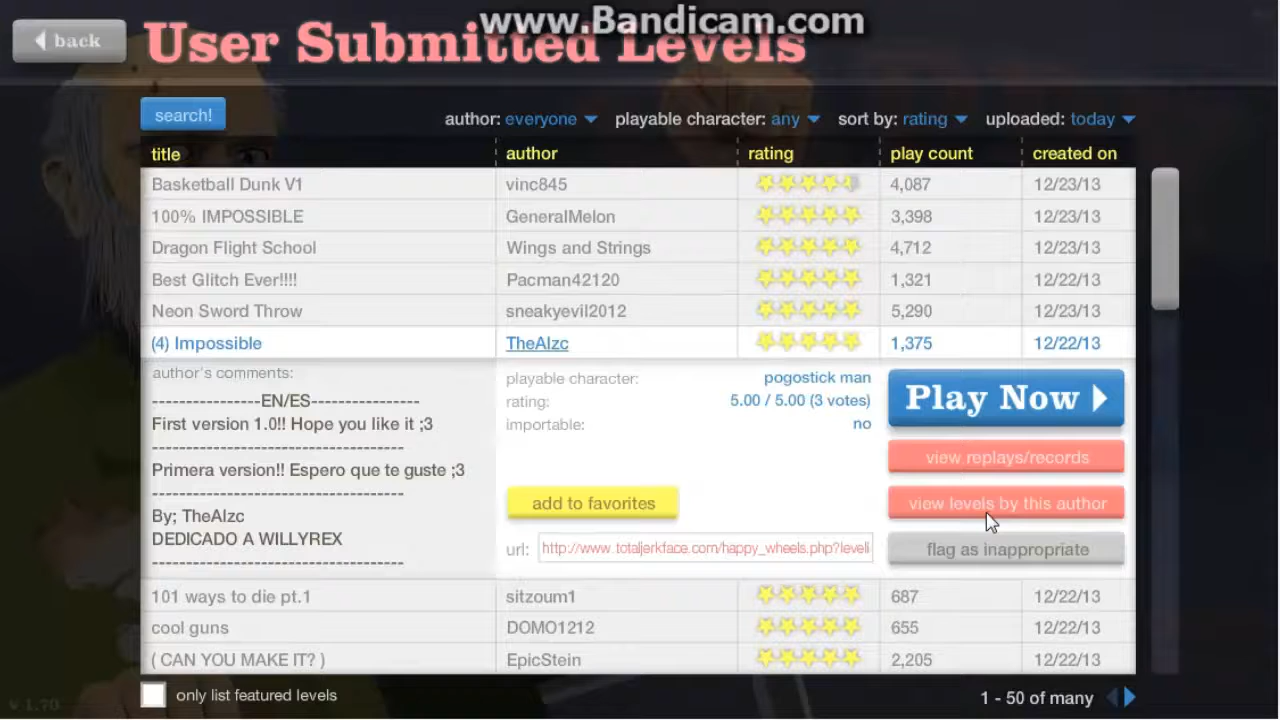 www.Bandicam.com
back
User Submitted Levels
search!
author: everyone playable character: any sort by: rating uploaded: today
title author rating play count created on
Basketball Dunk V1 vinc845 4,087 12/23/13
100% IMPOSSIBLE GeneralMelon 3,398 12/23/13
Dragon Flight School Wings and Strings 4,712 12/23/13
Best Glitch Ever!!!! Pacman42120 1,321 12/22/13
Neon Sword Throw sneakyevil2012 5,290 12/23/13
(4) Impossible TheAlzc 1,375 12/22/13
author's comments:
---------------EN/ES---------------
First version 1.0!! Hope you like it ;3
-----------------------------------
Primera version!! Espero que te guste ;3
-----------------------------------
By; TheAlzc
DEDICADO A WILLYREX
-----------------------------------
playable character: pogostick man
rating: 5.00 / 5.00 (3 votes)
importable: no
add to favorites
url: http://www.totaljerkface.com/happy_wheels.php?leveli
Play Now
view replays/records
view levels by this author
flag as inappropriate
101 ways to die pt.1 sitzoum1 687 12/22/13
cool guns DOMO1212 655 12/22/13
( CAN YOU MAKE IT? ) EpicStein 2,205 12/22/13
only list featured levels
1 - 50 of many
v 1.70